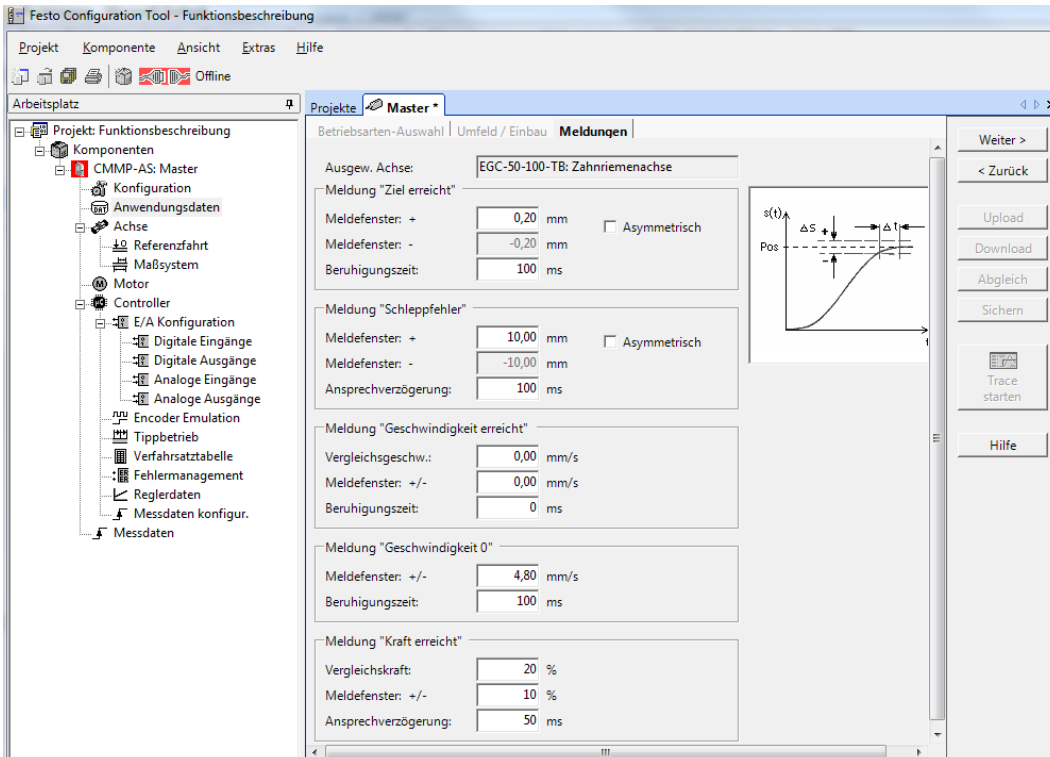 Festo Configuration Tool - Funktionsbeschreibung
Projekt Komponente Ansicht Extras Hilfe
Offline
Arbeitsplatz
Projekt: Funktionsbeschreibung
Komponenten
CMMP-AS: Master
Konfiguration
Anwendungsdaten
Achse
Referenzfahrt
Maßsystem
Motor
Controller
E/A Konfiguration
Digitale Eingänge
Digitale Ausgänge
Analoge Eingänge
Analoge Ausgänge
Encoder Emulation
Tippbetrieb
Verfahrsatztabelle
Fehlermanagement
Reglerdaten
Messdaten konfigur.
Messdaten
Projekte Master *
Betriebsarten-Auswahl Umfeld / Einbau Meldungen
Ausgew. Achse: EGC-50-100-TB: Zahnriemenachse
Meldung "Ziel erreicht"
Meldefenster: + 0,20 mm Asymmetrisch
Meldefenster: - -0,20 mm
Beruhigungszeit: 100 ms
Meldung "Schleppfehler"
Meldefenster: + 10,00 mm Asymmetrisch
Meldefenster: - -10,00 mm
Ansprechverzögerung: 100 ms
Meldung "Geschwindigkeit erreicht"
Vergleichsgeschw.: 0,00 mm/s
Meldefenster: +/- 0,00 mm/s
Beruhigungszeit: 0 ms
Meldung "Geschwindigkeit 0"
Meldefenster: +/- 4,80 mm/s
Beruhigungszeit: 100 ms
Meldung "Kraft erreicht"
Vergleichskraft: 20 %
Meldefenster: +/- 10 %
Ansprechverzögerung: 50 ms
s(t) ΔS + Δt
Pos
-
t
Weiter >
< Zurück
Upload
Download
Abgleich
Sichern
Trace
starten
Hilfe